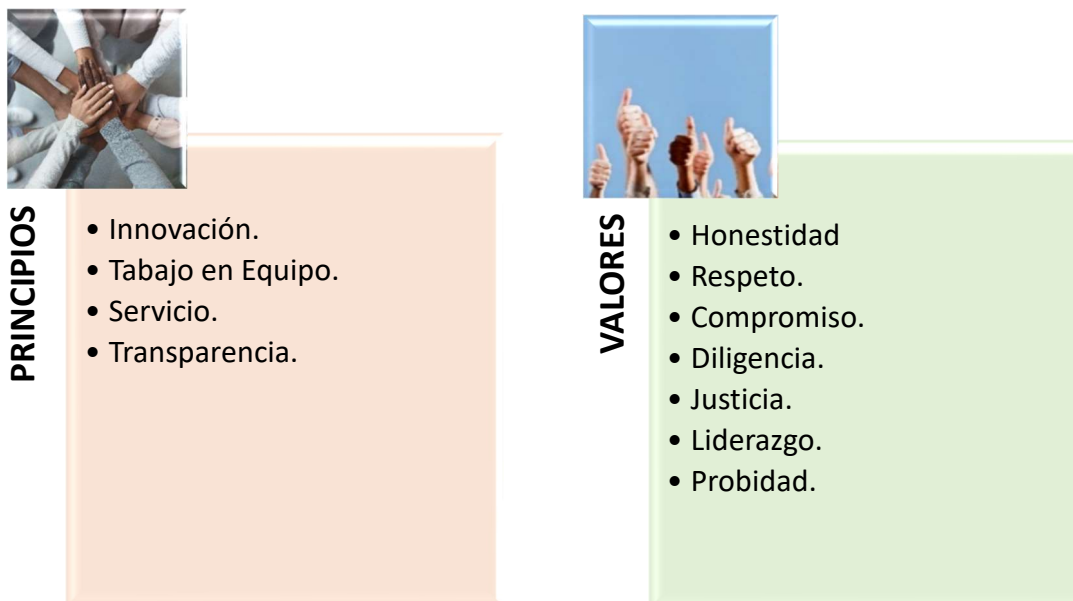 PRINCIPIOS
• Innovación.
• Tabajo en Equipo.
• Servicio.
• Transparencia.
VALORES
• Honestidad
• Respeto.
• Compromiso.
• Diligencia.
• Justicia.
• Liderazgo.
• Probidad.